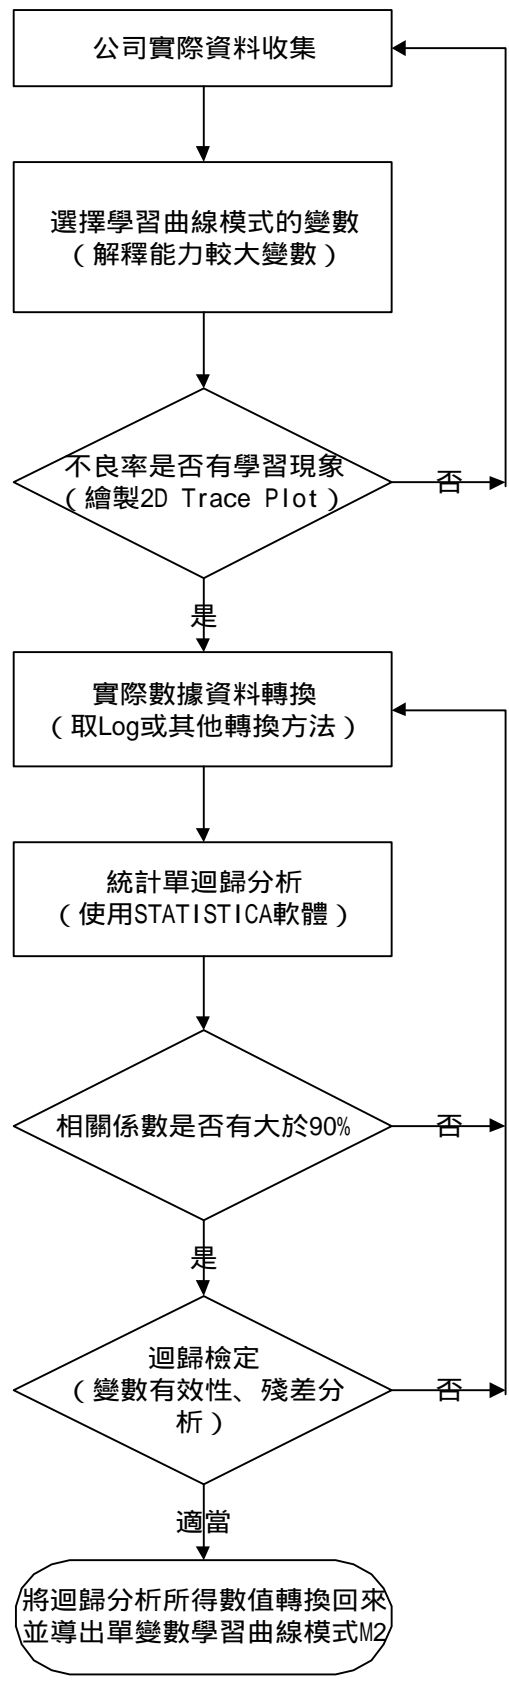 公司實際資料收集
選擇學習曲線模式的變數
（解釋能力較大變數）
不良率是否有學習現象
（繪製2D Trace Plot）
否
是
實際數據資料轉換
（取Log或其他轉換方法）
統計單迴歸分析
（使用STATISTICA軟體）
相關係數是否有大於90%
否
是
迴歸檢定
（變數有效性、殘差分
析）
否
適當
將迴歸分析所得數值轉換回來
並導出單變數學習曲線模式M2